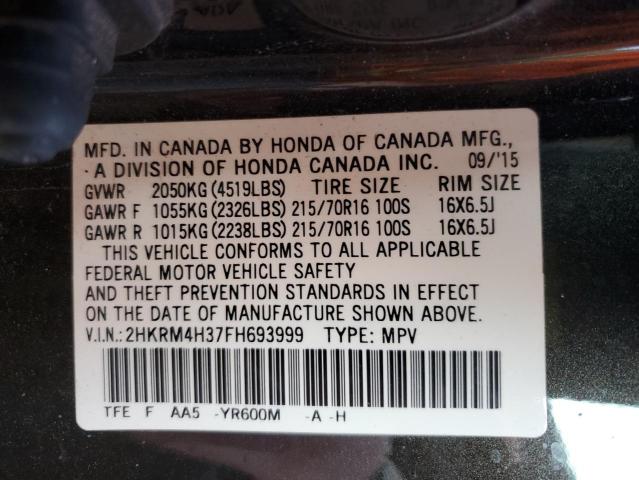 MFD. IN CANADA BY HONDA OF CANADA MFG.,
A DIVISION OF HONDA CANADA INC. 09/'15
GVWR 2050KG (4519LBS) TIRE SIZE RIM SIZE
GAWR F 1055KG (2326LBS) 215/70R16 100S 16X6.5J
GAWR R 1015KG (2238LBS) 215/70R16 100S 16X6.5J
THIS VEHICLE CONFORMS TO ALL APPLICABLE
FEDERAL MOTOR VEHICLE SAFETY
AND THEFT PREVENTION STANDARDS IN EFFECT
ON THE DATE OF MANUFACTURE SHOWN ABOVE.
V.I.N.: 2HKRM4H37FH693999 TYPE: MPV
TFE F AA5 -YR600M -A -H